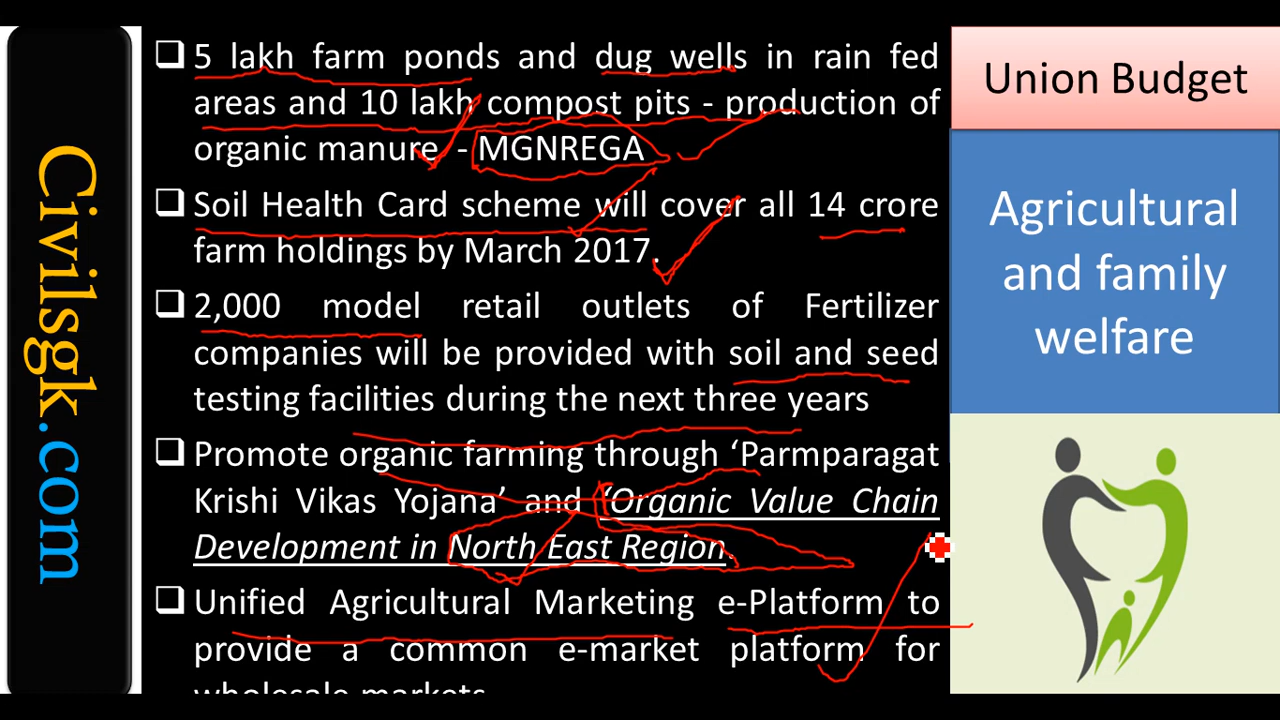 Civilsgk.com
5 lakh farm ponds and dug wells in rain fed
areas and 10 lakh compost pits - production of
organic manure - MGNREGA
Soil Health Card scheme will cover all 14 crore
farm holdings by March 2017.
2,000 model retail outlets of Fertilizer
companies will be provided with soil and seed
testing facilities during the next three years
Promote organic farming through ‘Parmparagat
Krishi Vikas Yojana’ and ‘Organic Value Chain
Development in North East Region.
Unified Agricultural Marketing e-Platform to
provide a common e-market platform for
wholesale markets
Union Budget
Agricultural
and family
welfare